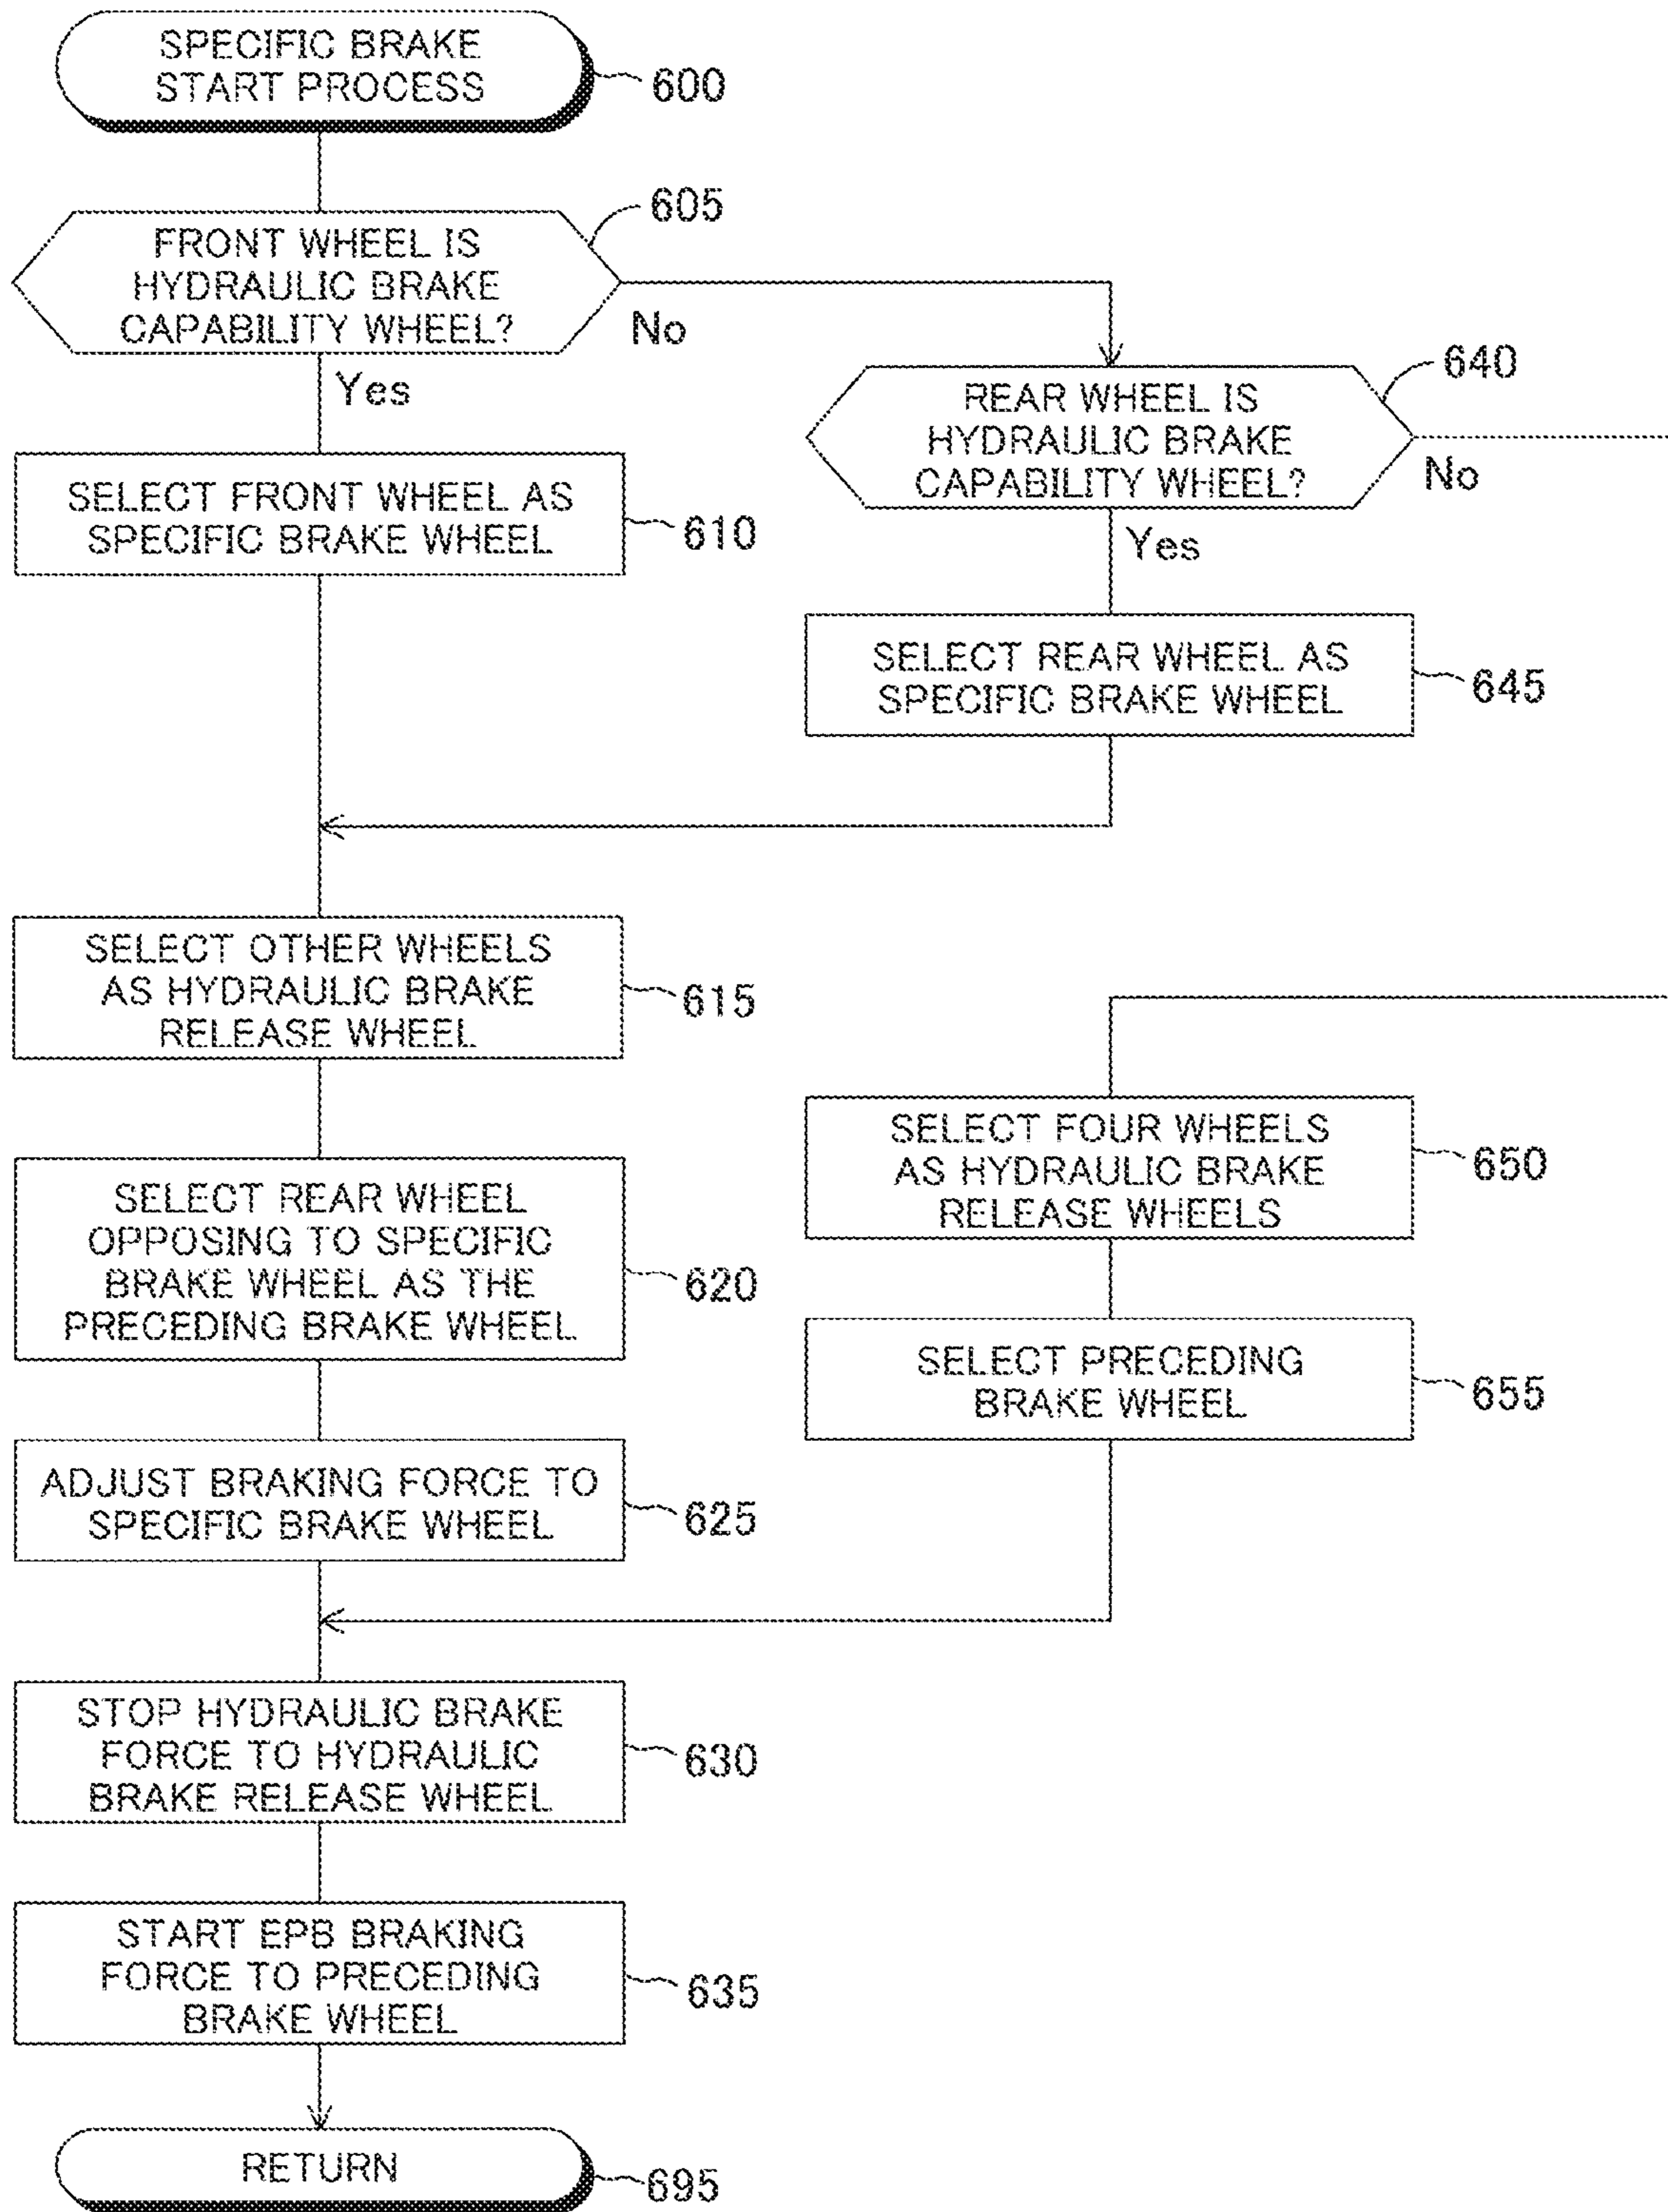 SPECIFIC BRAKE
START PROCESS
600
605
FRONT WHEEL IS
HYDRAULIC BRAKE
CAPABILITY WHEEL?
No
Yes
640
REAR WHEEL IS
HYDRAULIC BRAKE
CAPABILITY WHEEL?
No
Yes
SELECT FRONT WHEEL AS
SPECIFIC BRAKE WHEEL
610
SELECT REAR WHEEL AS
SPECIFIC BRAKE WHEEL
645
SELECT OTHER WHEELS
AS HYDRAULIC BRAKE
RELEASE WHEEL
615
SELECT FOUR WHEELS
AS HYDRAULIC BRAKE
RELEASE WHEELS
650
SELECT REAR WHEEL
OPPOSING TO SPECIFIC
BRAKE WHEEL AS THE
PRECEDING BRAKE WHEEL
620
SELECT PRECEDING
BRAKE WHEEL
655
ADJUST BRAKING FORCE TO
SPECIFIC BRAKE WHEEL
625
STOP HYDRAULIC BRAKE
FORCE TO HYDRAULIC
BRAKE RELEASE WHEEL
630
START EPB BRAKING
FORCE TO PRECEDING
BRAKE WHEEL
635
RETURN
695